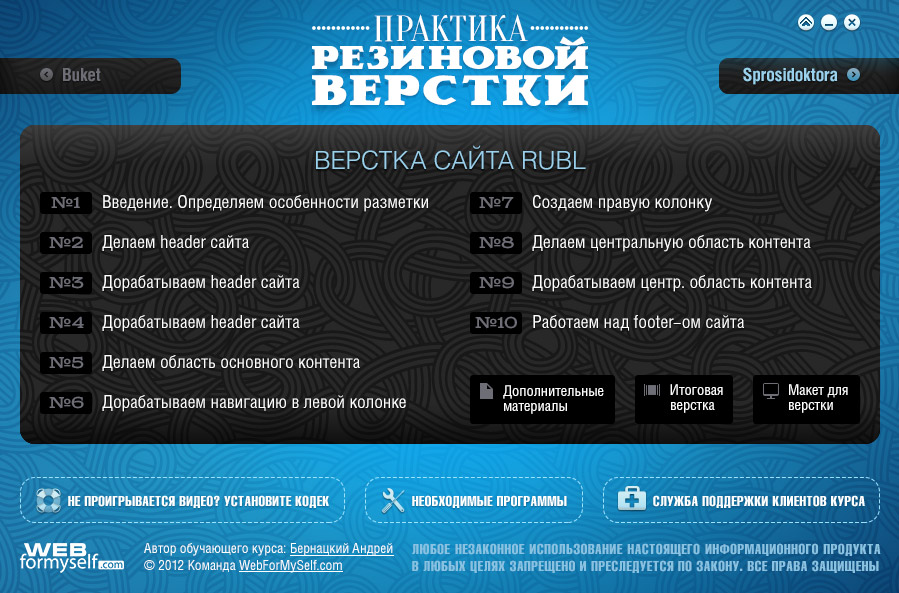 ПРАКТИКА
РЕЗИНОВОЙ
ВЕРСТКИ
Buket
Sprosidoktora
ВЕРСТКА САЙТА RUBL
№1 Введение. Определяем особенности разметки
№2 Делаем header сайта
№3 Дорабатываем header сайта
№4 Дорабатываем header сайта
№5 Делаем область основного контента
№6 Дорабатываем навигацию в левой колонке
№7 Создаем правую колонку
№8 Делаем центральную область контента
№9 Дорабатываем центр. область контента
№10 Работаем над footer-ом сайта
Дополнительные
материалы
Итоговая
верстка
Макет для
верстки
НЕ ПРОИГРЫВАЕТСЯ ВИДЕО? УСТАНОВИТЕ КОДЕК
НЕОБХОДИМЫЕ ПРОГРАММЫ
СЛУЖБА ПОДДЕРЖКИ КЛИЕНТОВ КУРСА
WEB
formyself.com
Автор обучающего курса: Бернацкий Андрей
© 2012 Команда WebForMySelf.com
ЛЮБОЕ НЕЗАКОННОЕ ИСПОЛЬЗОВАНИЕ НАСТОЯЩЕГО ИНФОРМАЦИОННОГО ПРОДУКТА
В ЛЮБЫХ ЦЕЛЯХ ЗАПРЕЩЕНО И ПРЕСЛЕДУЕТСЯ ПО ЗАКОНУ. ВСЕ ПРАВА ЗАЩИЩЕНЫ